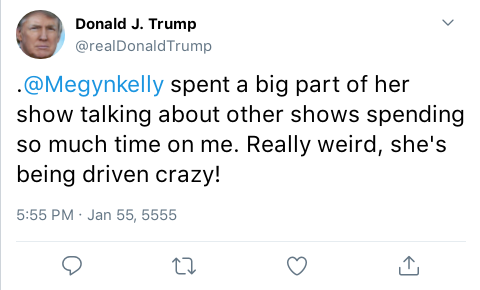 Donald J. Trump
@realDonaldTrump
.@Megynkelly spent a big part of her
show talking about other shows spending
so much time on me. Really weird, she's
being driven crazy!
5:55 PM · Jan 55, 5555